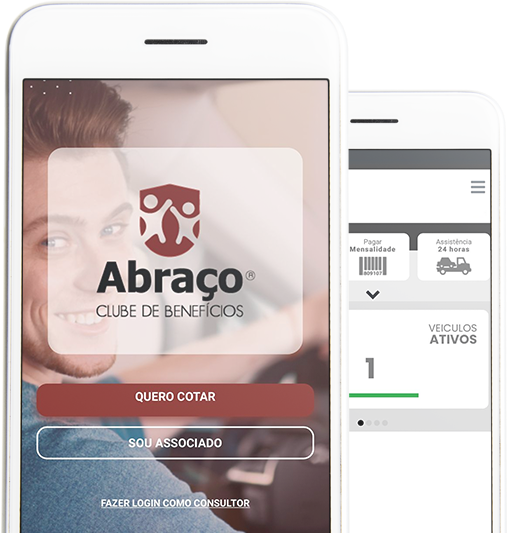 Abraço®
CLUBE DE BENEFÍCIOS
QUERO COTAR
SOU ASSOCIADO
FAZER LOGIN COMO CONSULTOR
Pagar
Mensalidade
809107
Assistência
24 horas
VEICULOS
ATIVOS
1